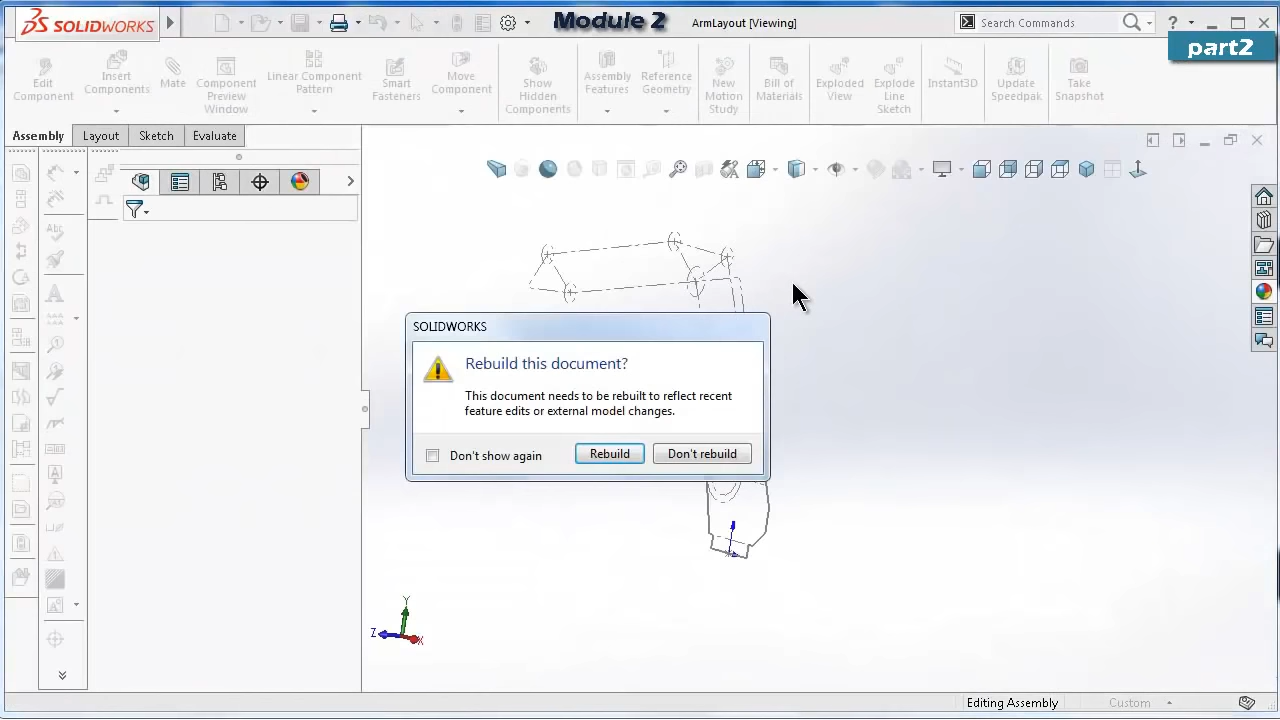 SOLIDWORKS
Module 2
ArmLayout [Viewing]
Search Commands
?
part2
Edit
Component
Insert
Components
Mate
Component
Preview
Window
Linear Component
Pattern
Smart
Fasteners
Move
Component
Show
Hidden
Components
Assembly
Features
Reference
Geometry
New
Motion
Study
Bill of
Materials
Exploded
View
Explode
Line
Sketch
Instant3D
Update
Speedpak
Take
Snapshot
Assembly
Layout
Sketch
Evaluate
SOLIDWORKS
Rebuild this document?
This document needs to be rebuilt to reflect recent
feature edits or external model changes.
Don't show again
Rebuild
Don't rebuild
Y
Z
X
Editing Assembly
Custom